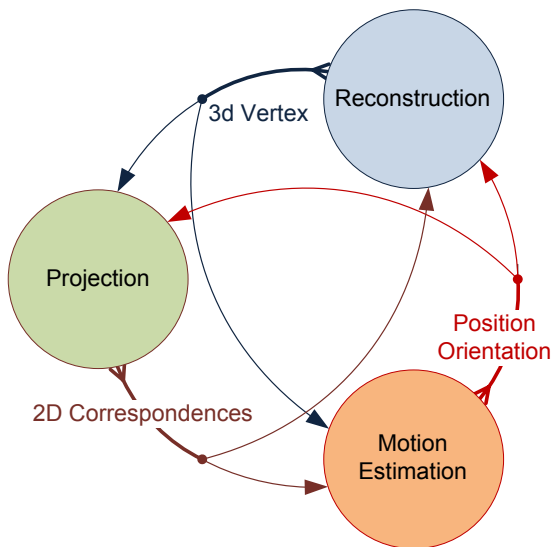 Reconstruction
3d Vertex
Projection
Position
Orientation
2D Correspondences
Motion
Estimation